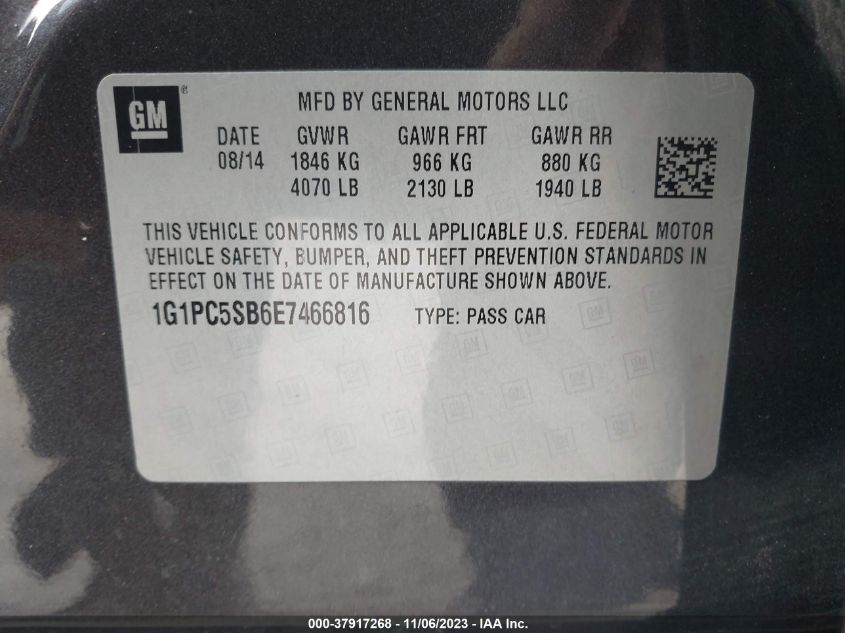 GM ®
MFD BY GENERAL MOTORS LLC
DATE GVWR GAWR FRT GAWR RR
08/14 1846 KG 966 KG 880 KG
4070 LB 2130 LB 1940 LB
THIS VEHICLE CONFORMS TO ALL APPLICABLE U.S. FEDERAL MOTOR
VEHICLE SAFETY, BUMPER, AND THEFT PREVENTION STANDARDS IN
EFFECT ON THE DATE OF MANUFACTURE SHOWN ABOVE.
1G1PC5SB6E7466816 TYPE: PASS CAR
000-37917268 - 11/06/2023 - IAA Inc.